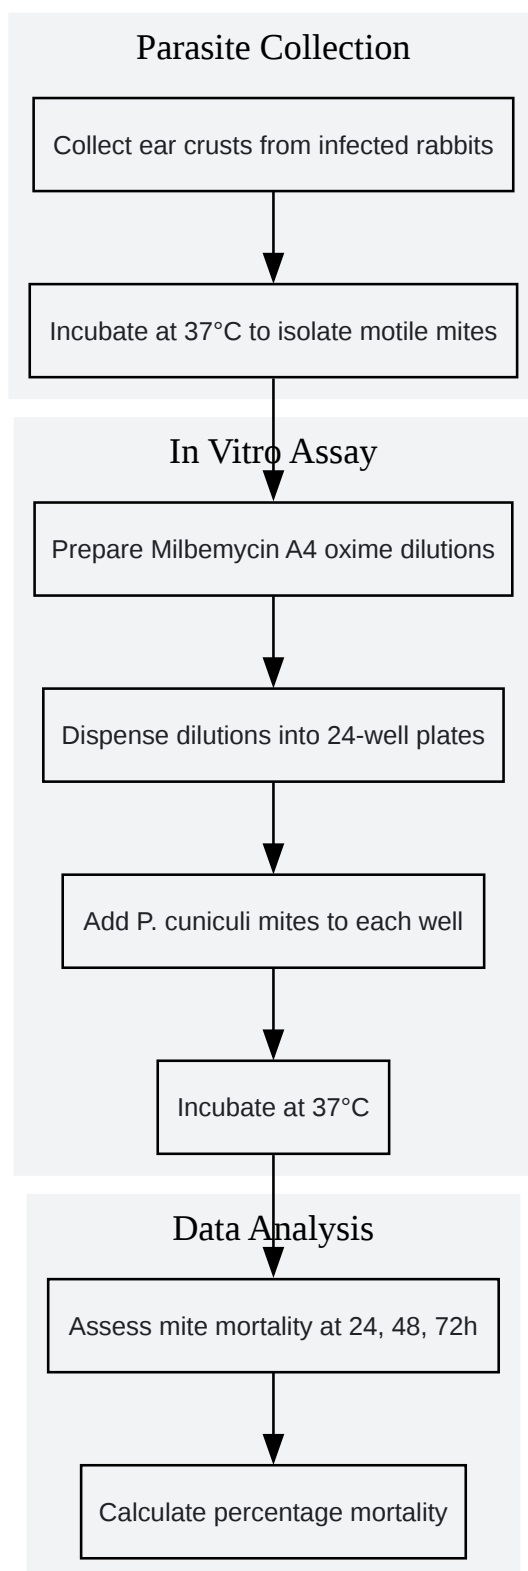 Parasite Collection
Collect ear crusts from infected rabbits
Incubate at 37°C to isolate motile mites
In Vitro Assay
Prepare Milbemycin A4 oxime dilutions
Dispense dilutions into 24-well plates
Add P. cuniculi mites to each well
Incubate at 37°C
Data Analysis
Assess mite mortality at 24, 48, 72h
Calculate percentage mortality